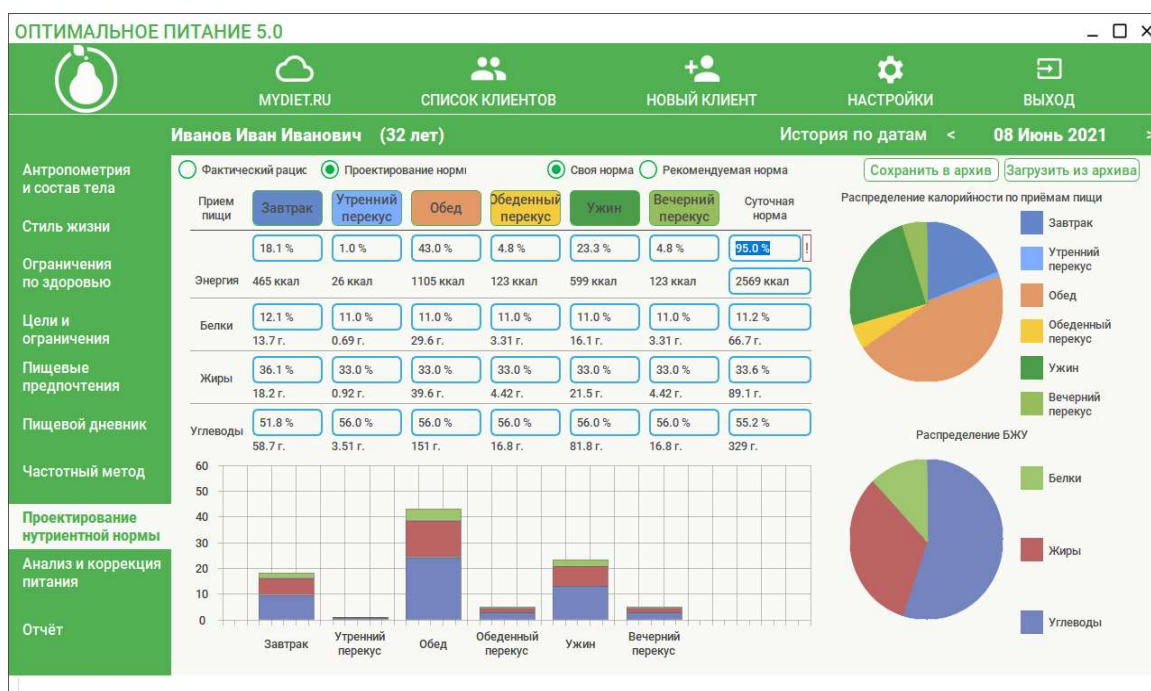 ОПТИМАЛЬНОЕ ПИТАНИЕ 5.0
MYDIET.RU СПИСОК КЛИЕНТОВ НОВЫЙ КЛИЕНТ НАСТРОЙКИ ВЫХОД
Иванов Иван Иванович (32 лет) История по датам < 08 Июнь 2021 >
Антропометрия
и состав тела
Стиль жизни
Ограничения
по здоровью
Цели и
ограничения
Пищевые
предпочтения
Пищевой дневник
Частотный метод
Проектирование
нутриентной нормы
Анализ и коррекция
питания
Отчёт
Фактический рацис Проектирование норми Своя норма Рекомендуемая норма
Сохранить в архив Загрузить из архива
Прием
пищи
Завтрак
Утренний
перекус
Обед
Обеденный
перекус
Ужин
Вечерний
перекус
Суточная
норма
18.1 % 1.0 % 43.0 % 4.8 % 23.3 % 4.8 % 95.0 % !
Энергия 465 ккал 26 ккал 1105 ккал 123 ккал 599 ккал 123 ккал 2569 ккал
Белки 12.1 % 11.0 % 11.0 % 11.0 % 11.0 % 11.0 % 11.2 %
13.7 г. 0.69 г. 29.6 г. 3.31 г. 16.1 г. 3.31 г. 66.7 г.
Жиры 36.1 % 33.0 % 33.0 % 33.0 % 33.0 % 33.0 % 33.6 %
18.2 г. 0.92 г. 39.6 г. 4.42 г. 21.5 г. 4.42 г. 89.1 г.
Углеводы 51.8 % 56.0 % 56.0 % 56.0 % 56.0 % 56.0 % 55.2 %
58.7 г. 3.51 г. 151 г. 16.8 г. 81.8 г. 16.8 г. 329 г.
60
50
40
30
20
10
0
Завтрак
Утренний
перекус
Обед
Обеденный
перекус
Ужин
Вечерний
перекус
Распределение калорийности по приёмам пищи
Завтрак
Утренний
перекус
Обед
Обеденный
перекус
Ужин
Вечерний
перекус
Распределение БЖУ
Белки
Жиры
Углеводы